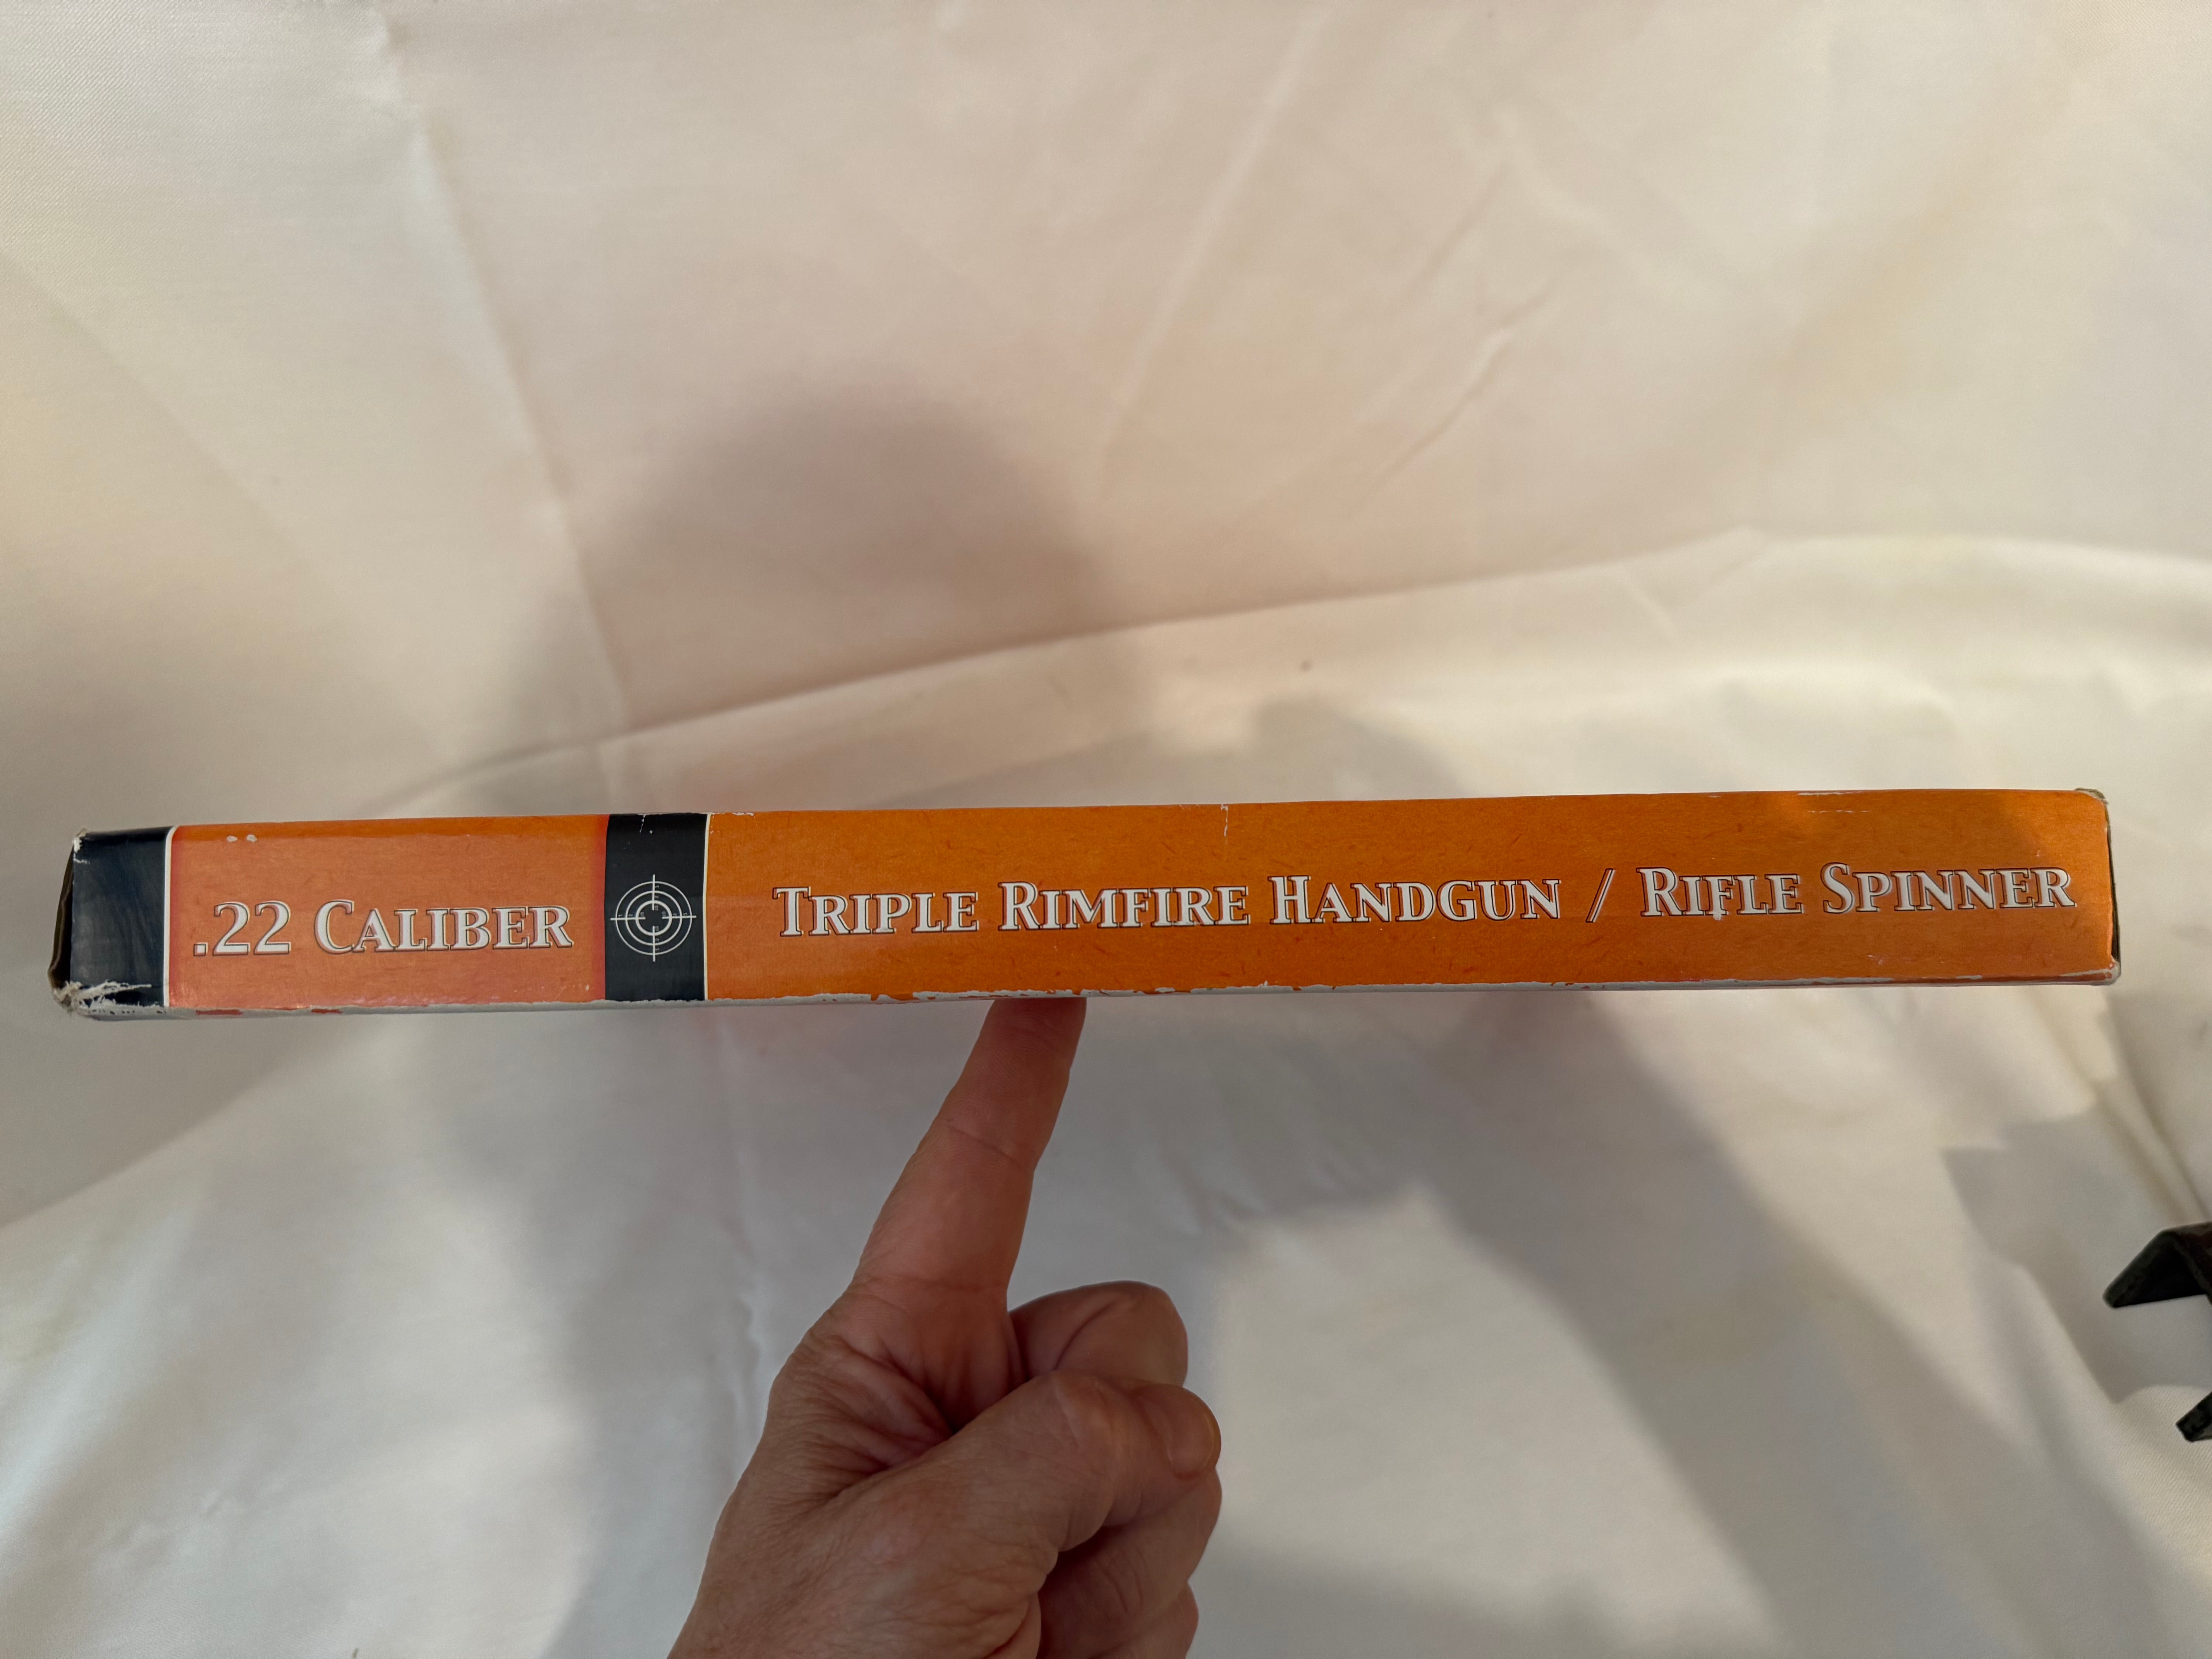 .22 Caliber Triple Rimfire Handgun / Rifle Spinner